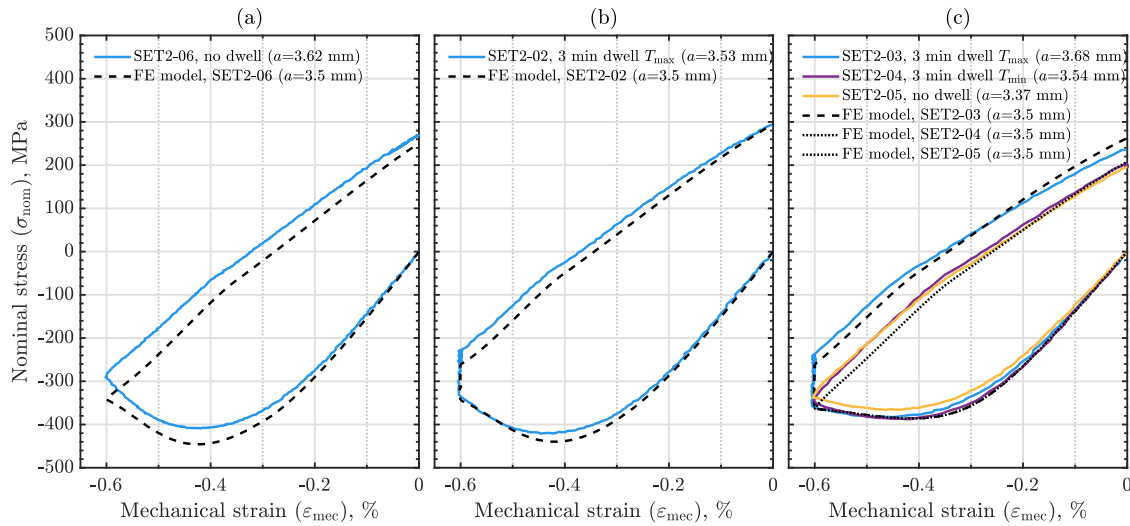 (a)
(b)
(c)
Nominal stress (σnom), MPa
500
400
300
200
100
0
-100
-200
-300
-400
-500
SET2-06, no dwell (a=3.62 mm)
FE model, SET2-06 (a=3.5 mm)
-0.6
-0.4
-0.2
0
Mechanical strain (εmec), %
SET2-02, 3 min dwell Tmax (a=3.53 mm)
FE model, SET2-02 (a=3.5 mm)
-0.6
-0.4
-0.2
0
Mechanical strain (εmec), %
SET2-03, 3 min dwell Tmax (a=3.68 mm)
SET2-04, 3 min dwell Tmin (a=3.54 mm)
SET2-05, no dwell (a=3.37 mm)
FE model, SET2-03 (a=3.5 mm)
FE model, SET2-04 (a=3.5 mm)
FE model, SET2-05 (a=3.5 mm)
-0.6
-0.4
-0.2
0
Mechanical strain (εmec), %